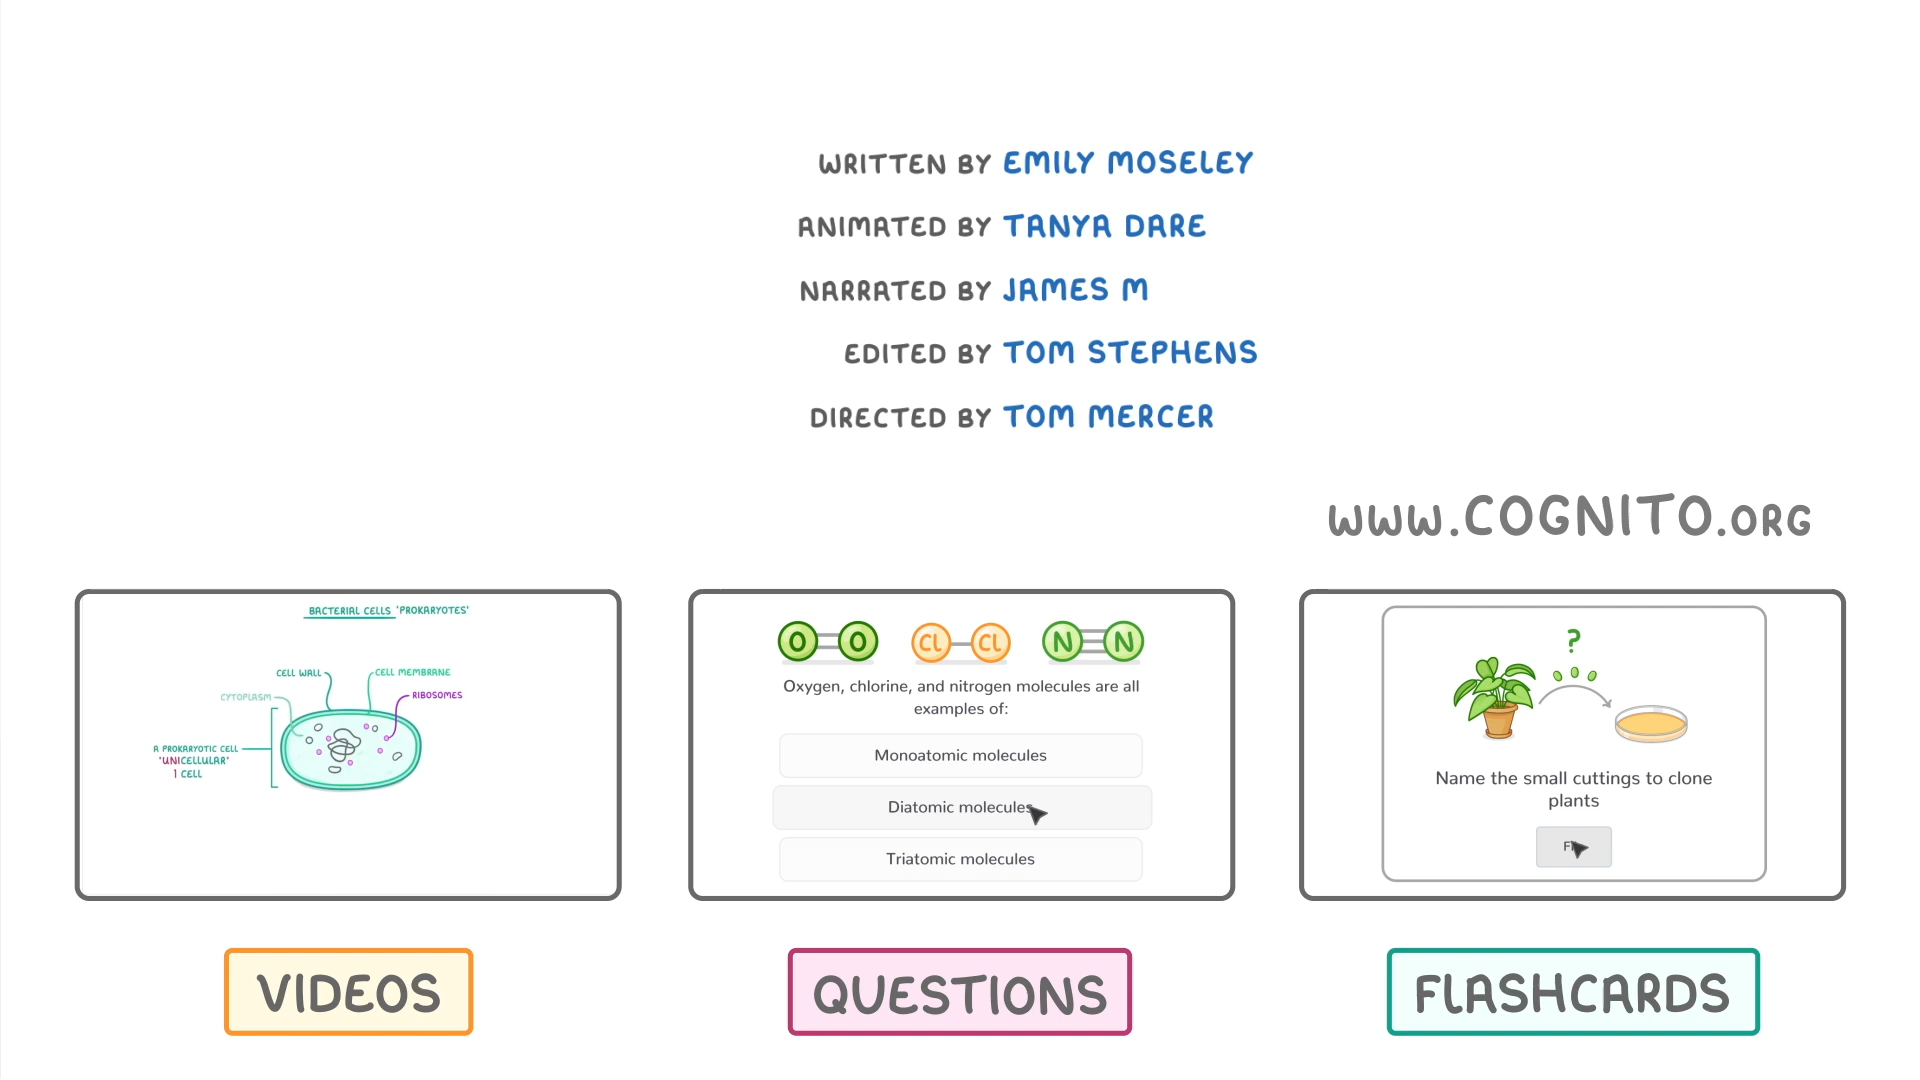 WRITTEN BY EMILY MOSELEY
ANIMATED BY TANYA DARE
NARRATED BY JAMES M
EDITED BY TOM STEPHENS
DIRECTED BY TOM MERCER
www.COGNITO.ORG
BACTERIAL CELLS 'PROKARYOTES'
CELL WALL
CELL MEMBRANE
CYTOPLASM
RIBOSOMES
A PROKARYOTIC CELL
'UNICELLULAR'
1 CELL
O O Cl Cl N N
Oxygen, chlorine, and nitrogen molecules are all
examples of:
Monoatomic molecules
Diatomic molecules
Triatomic molecules
?
Name the small cuttings to clone
plants
VIDEOS
QUESTIONS
FLASHCARDS